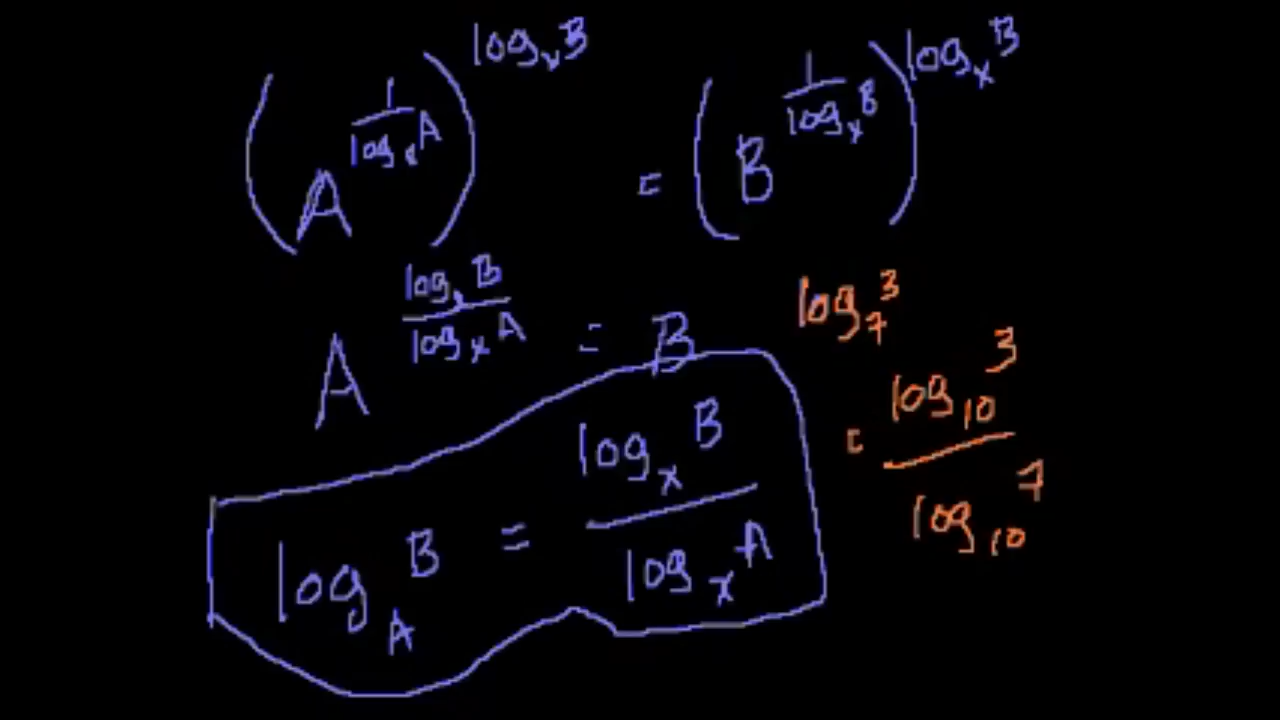 (A^(1/log_x A))^(log_x B) = (B^(1/log_x B))^(log_x B)
A^(log_x B / log_x A) = B
log_A B = log_x B / log_x A
log_7 3
= log_10 3 / log_10 7